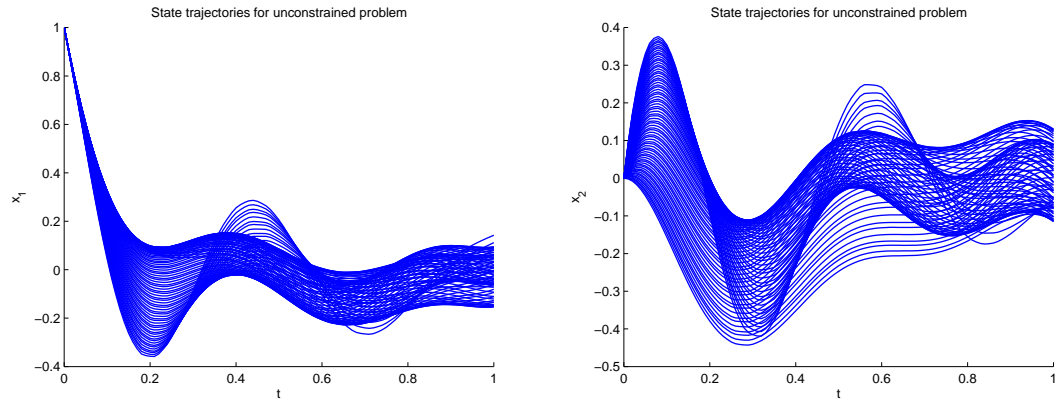 State trajectories for unconstrained problem
1
0.8
0.6
0.4
0.2
0
−0.2
−0.4
x1
0 0.2 0.4 0.6 0.8 1
t
State trajectories for unconstrained problem
0.4
0.3
0.2
0.1
0
−0.1
−0.2
−0.3
−0.4
−0.5
x2
0 0.2 0.4 0.6 0.8 1
t